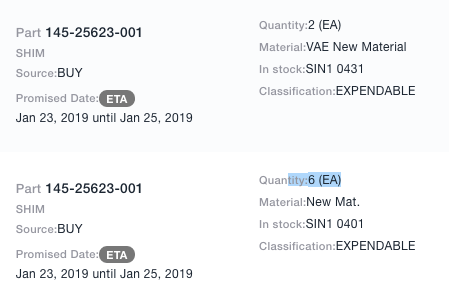 Part 145-25623-001
SHIM
Source:BUY
Promised Date:ETA
Jan 23, 2019 until Jan 25, 2019
Quantity:2 (EA)
Material:VAE New Material
In stock:SIN1 0431
Classification:EXPENDABLE
Part 145-25623-001
SHIM
Source:BUY
Promised Date:ETA
Jan 23, 2019 until Jan 25, 2019
Quantity:6 (EA)
Material:New Mat.
In stock:SIN1 0401
Classification:EXPENDABLE